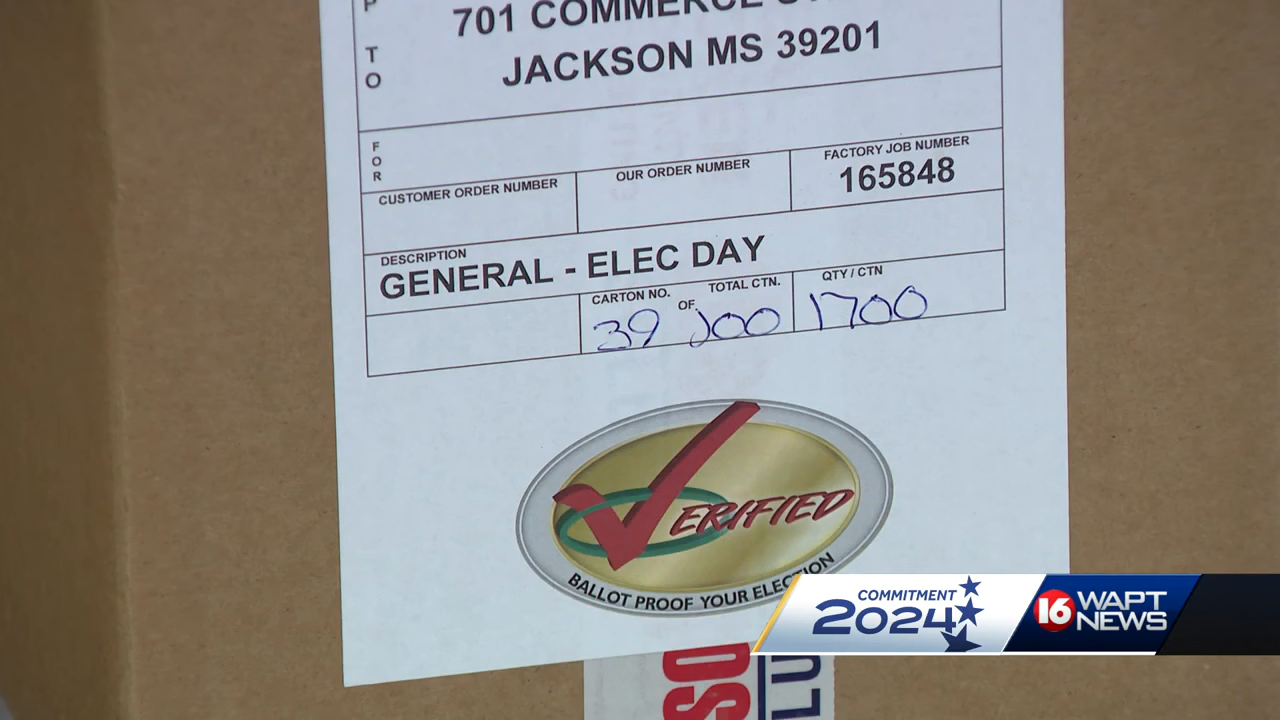 701 COMMERCE
JACKSON MS 39201
TO
FOR
CUSTOMER ORDER NUMBER
OUR ORDER NUMBER
FACTORY JOB NUMBER
165848
DESCRIPTION
GENERAL - ELEC DAY
CARTON NO. OF TOTAL CTN.
QTY / CTN
39 100 1700
VERIFIED
BALLOT PROOF YOUR ELECTION
COMMITMENT
2024
16 WAPT
NEWS